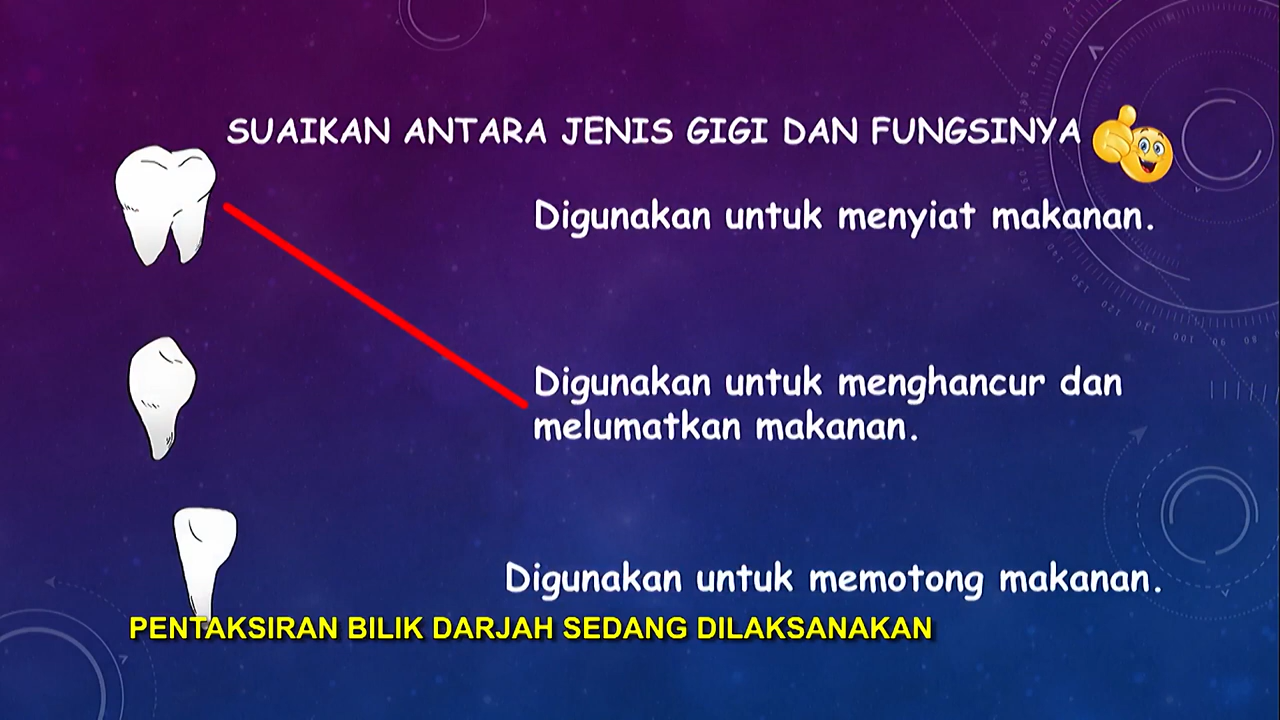 SUAIKAN ANTARA JENIS GIGI DAN FUNGSINYA
Digunakan untuk menyiat makanan.
Digunakan untuk menghancur dan
melumatkan makanan.
Digunakan untuk memotong makanan.
PENTAKSIRAN BILIK DARJAH SEDANG DILAKSANAKAN